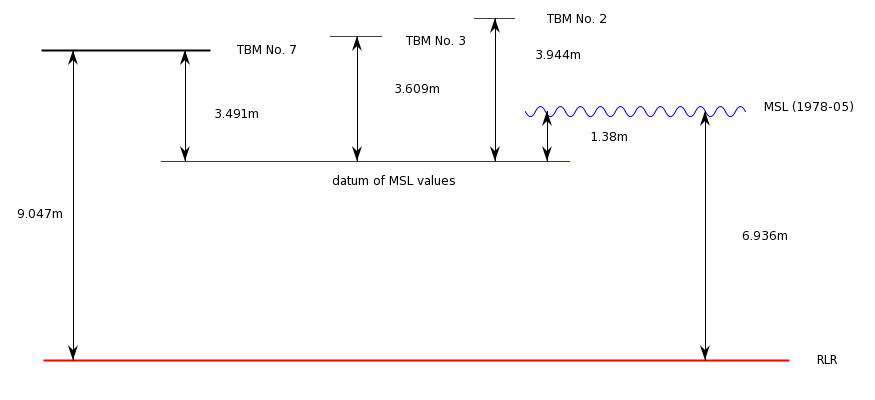 TBM No. 2
TBM No. 3
TBM No. 7
3.944m
3.609m
MSL (1978-05)
3.491m
1.38m
datum of MSL values
9.047m
6.936m
RLR